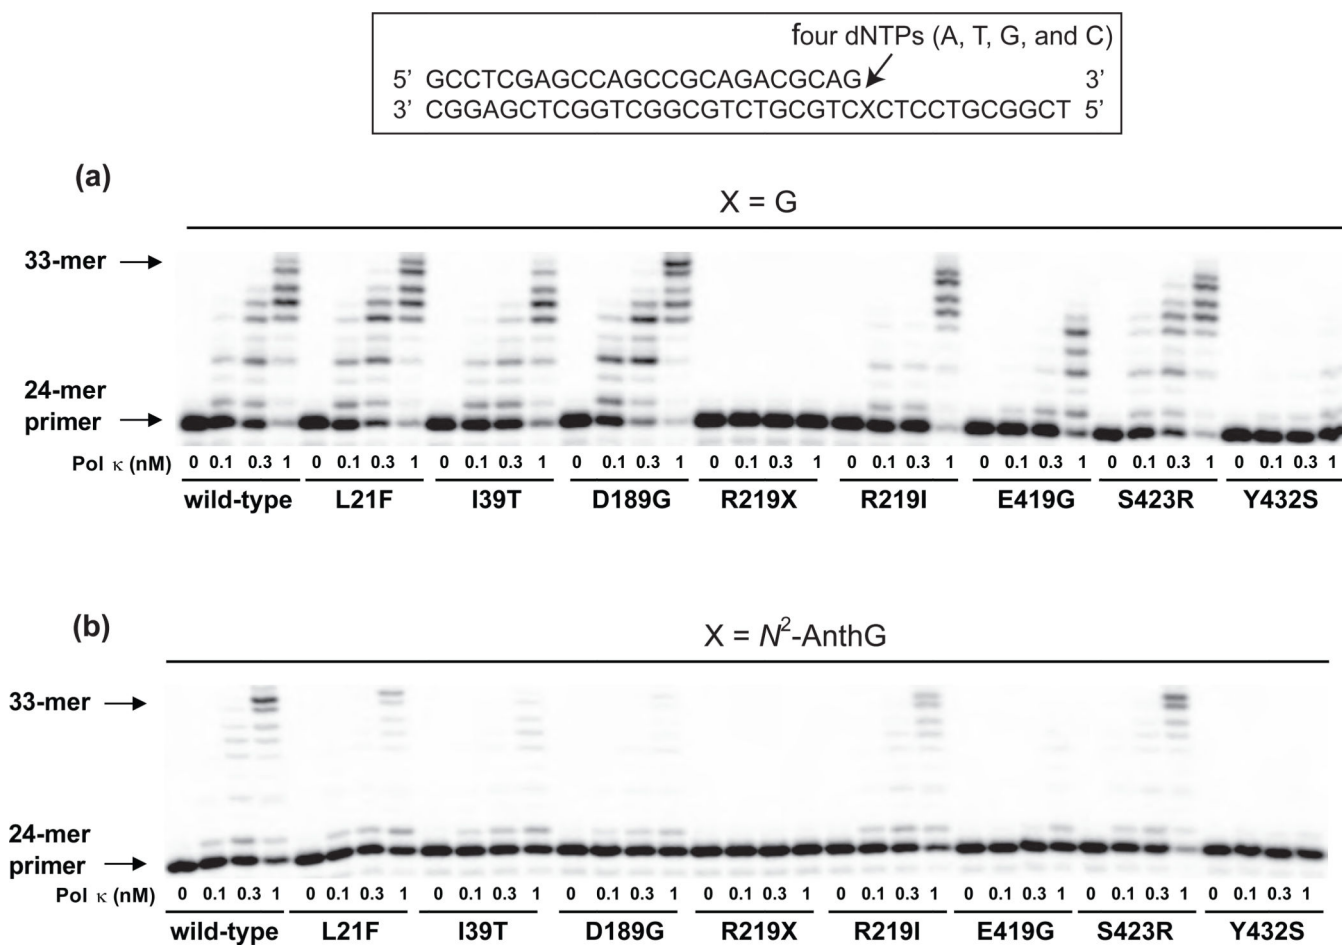 four dNTPs (A, T, G, and C)
5’ GCCTCGAGCCAGCCGCAGACGCAG 3’
3’ CGGAGCTCGGTCGGCGTCTGCGTCXCTCCTGCGGCT 5’
(a)
X = G
33-mer
24-mer
primer
Pol κ (nM) 0 0.1 0.3 1 0 0.1 0.3 1 0 0.1 0.3 1 0 0.1 0.3 1 0 0.1 0.3 1 0 0.1 0.3 1 0 0.1 0.3 1 0 0.1 0.3 1 0 0.1 0.3 1
wild-type L21F I39T D189G R219X R219I E419G S423R Y432S
(b)
X = N²-AnthG
33-mer
24-mer
primer
Pol κ (nM) 0 0.1 0.3 1 0 0.1 0.3 1 0 0.1 0.3 1 0 0.1 0.3 1 0 0.1 0.3 1 0 0.1 0.3 1 0 0.1 0.3 1 0 0.1 0.3 1 0 0.1 0.3 1
wild-type L21F I39T D189G R219X R219I E419G S423R Y432S